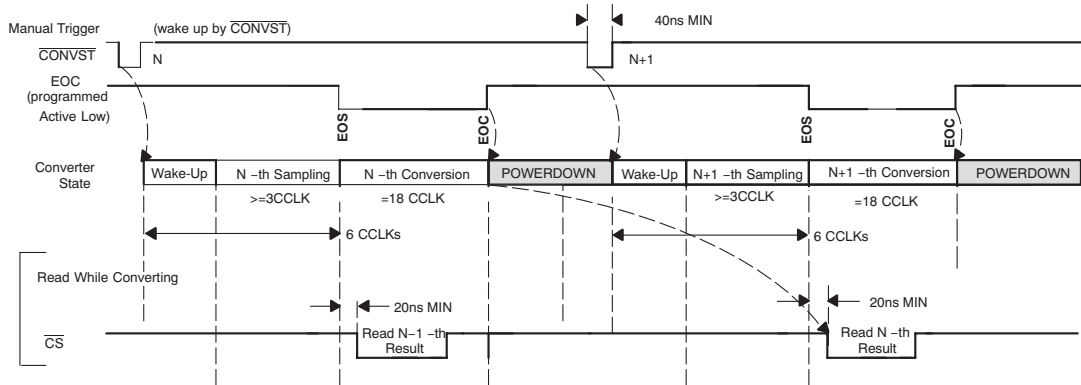 40ns MIN
Manual Trigger
(wake up by CONVST)
CONVST
N
N+1
EOC
(programmed
Active Low)
EOS
EOC
EOS
EOC
Converter
State
Wake-Up
N −th Sampling
N −th Conversion
POWERDOWN
Wake-Up
N+1 −th Sampling
N+1 −th Conversion
POWERDOWN
>=3CCLK
=18 CCLK
>=3CCLK
=18 CCLK
6 CCLKs
6 CCLKs
Read While Converting
20ns MIN
20ns MIN
CS
Read N−1 −th
Result
Read N −th
Result